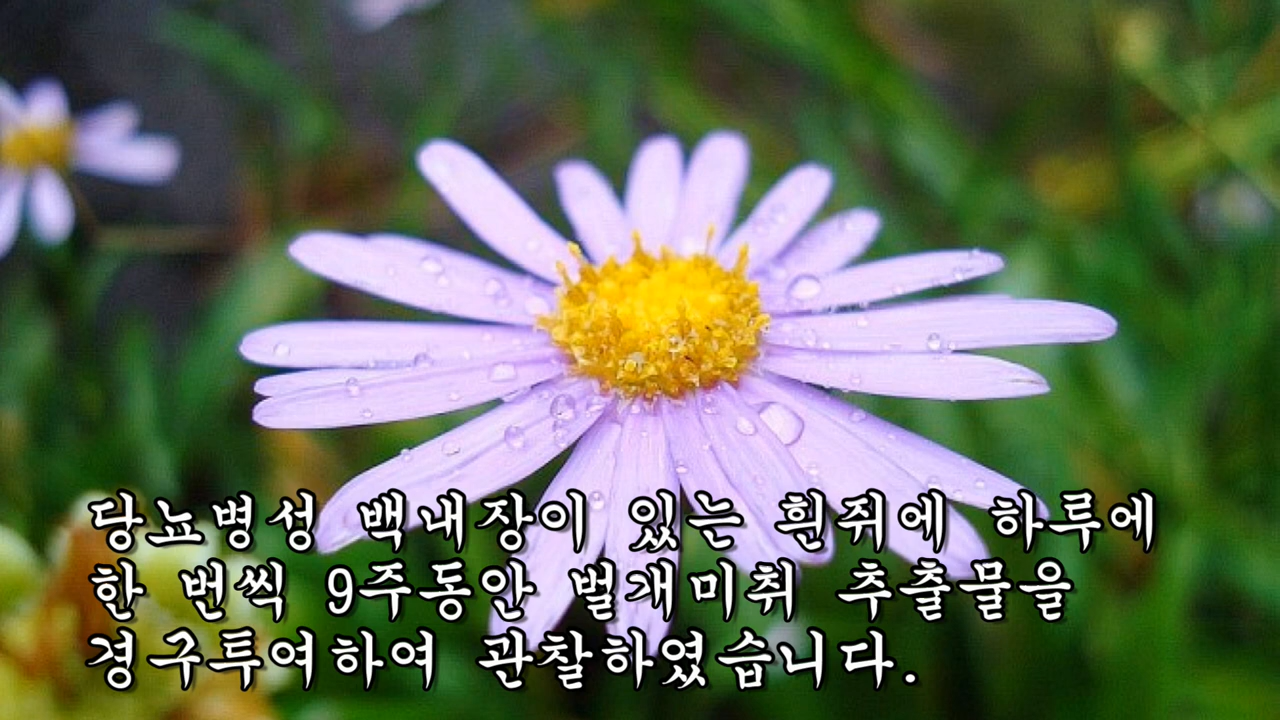 당뇨병성 백내장이 있는 흰쥐에 하루에
한 번씩 9주동안 벌개미취 추출물을
경구투여하여 관찰하였습니다.